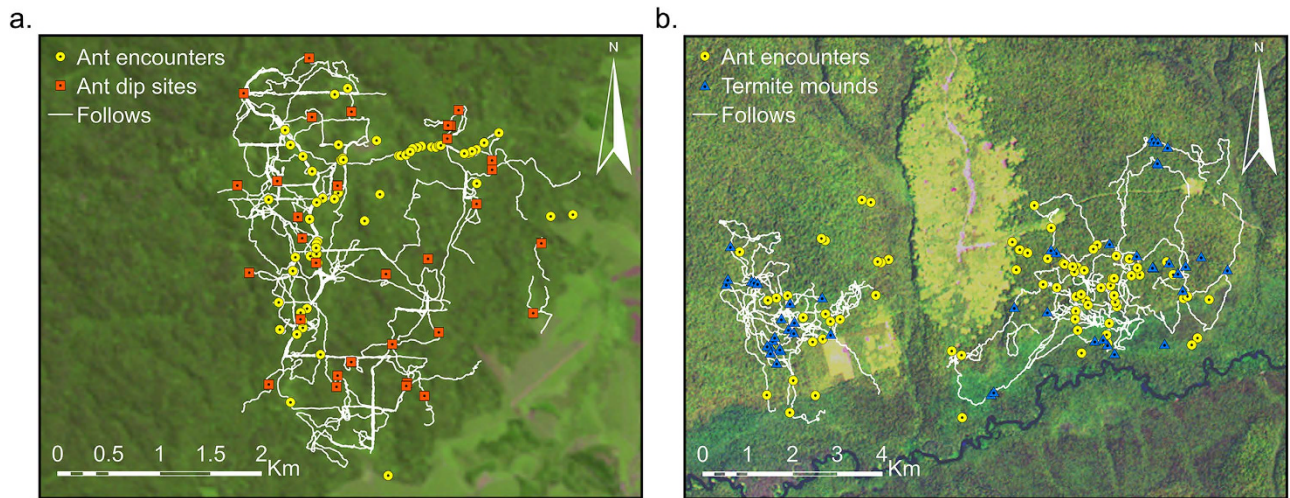 a.
Ant encounters
Ant dip sites
Follows
N
0 0.5 1 2
Km
b.
Ant encounters
Termite mounds
Follows
N
0 0.5 1 2 3 4
Km